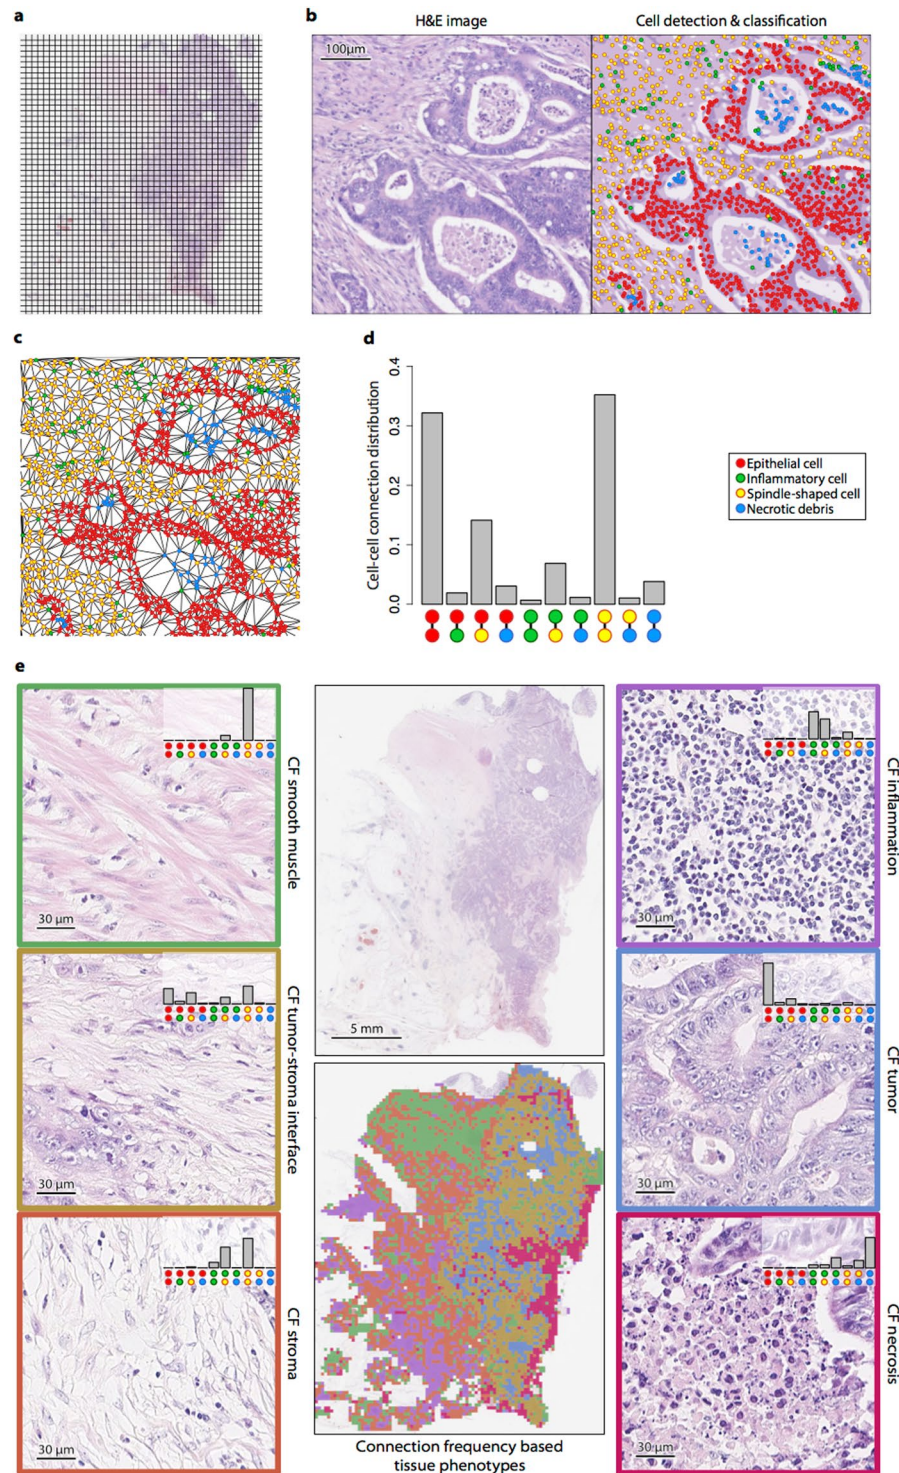 a
b
H&E image
Cell detection & classification
100µm
c
d
Cell-cell connection distribution
0.4
0.3
0.2
0.1
0.0
Epithelial cell
Inflammatory cell
Spindle-shaped cell
Necrotic debris
e
CF smooth muscle
30 µm
CF tumor-stroma interface
30 µm
CF stroma
30 µm
5 mm
Connection frequency based
tissue phenotypes
CF inflammation
30 µm
CF tumor
30 µm
CF necrosis
30 µm